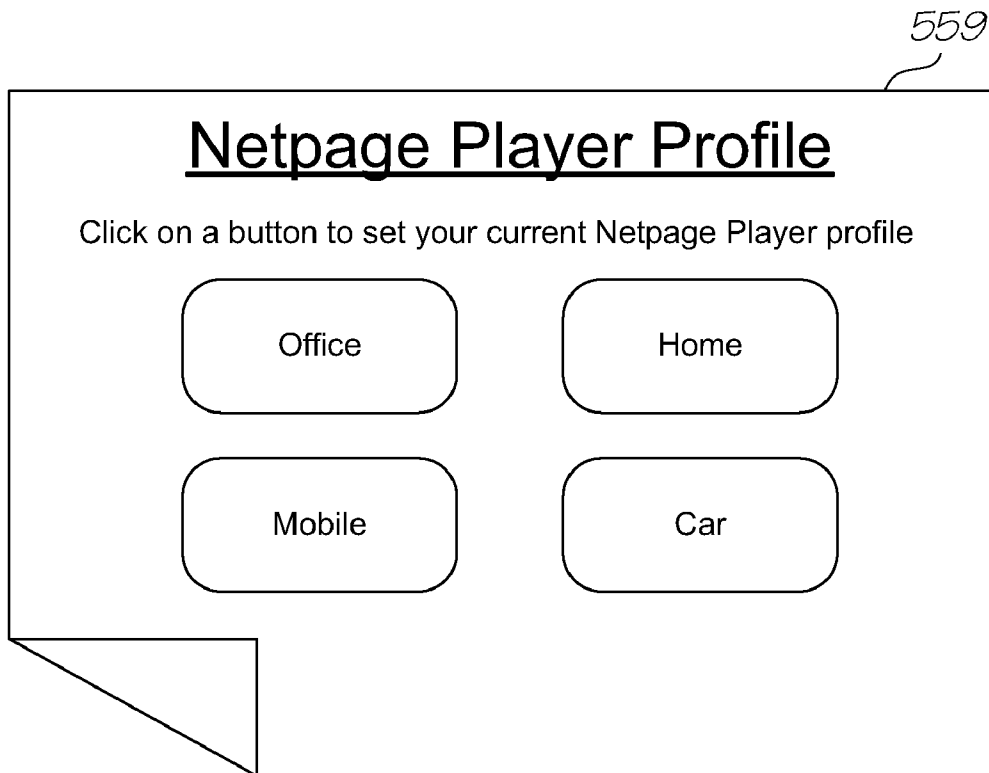 559
Netpage Player Profile
Click on a button to set your current Netpage Player profile
Office Home
Mobile Car